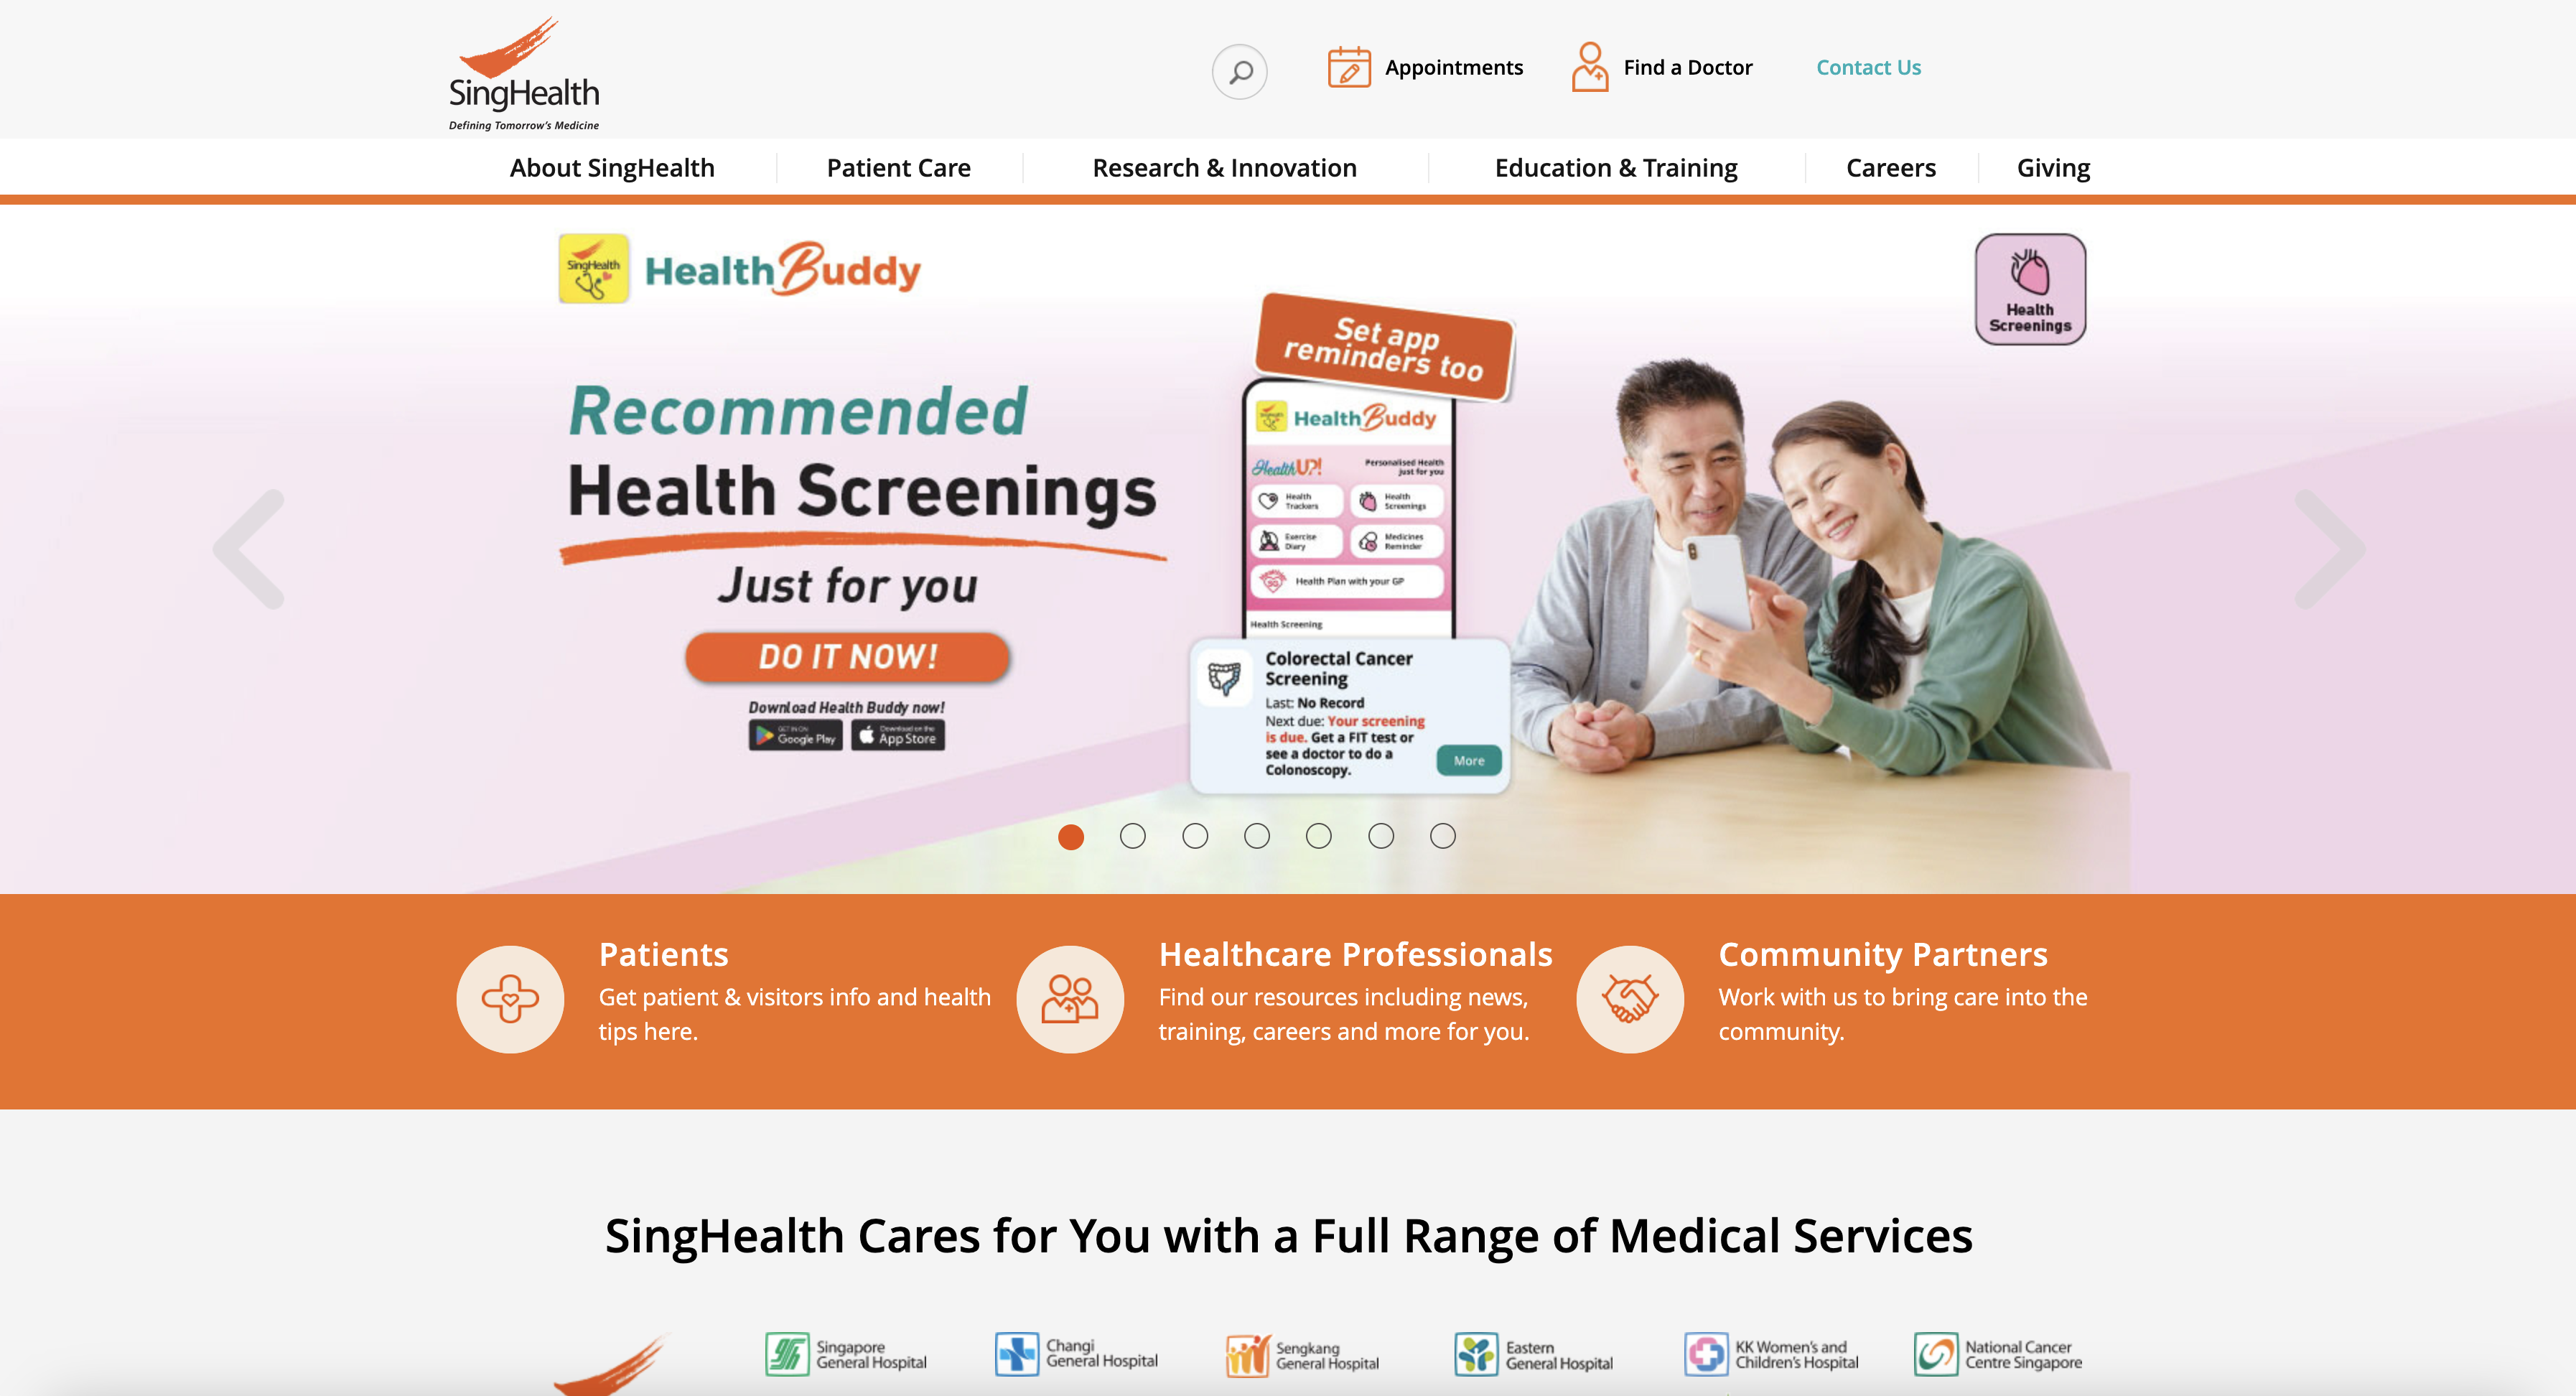 SingHealth
Defining Tomorrow's Medicine
Appointments
Find a Doctor
Contact Us
About SingHealth
Patient Care
Research & Innovation
Education & Training
Careers
Giving
SingHealth
HealthBuddy
Health
Screenings
Recommended
Health Screenings
Just for you
DO IT NOW!
Download Health Buddy now!
GET IN ON
Google Play
Download on the
App Store
Set app
reminders too
HealthBuddy
HealthUP!
Personalised Health
just for you
Health
Trackers
Health
Screenings
Exercise
Diary
Medicines
Reminder
Health Plan with your GP
Health Screening
Colorectal Cancer
Screening
Last: No Record
Next due: Your screening
is due. Get a FIT test or
see a doctor to do a
Colonoscopy.
More
Patients
Get patient & visitors info and health
tips here.
Healthcare Professionals
Find our resources including news,
training, careers and more for you.
Community Partners
Work with us to bring care into the
community.
SingHealth Cares for You with a Full Range of Medical Services
Singapore
General Hospital
Changi
General Hospital
Sengkang
General Hospital
Eastern
General Hospital
KK Women's and
Children's Hospital
National Cancer
Centre Singapore